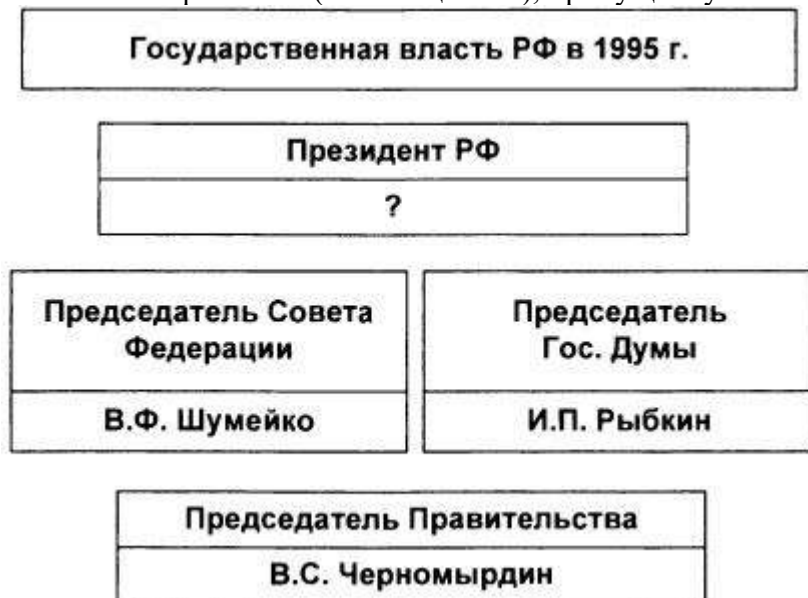 Государственная власть РФ в 1995 г.
Президент РФ
?
Председатель Совета
Федерации
Председатель
Гос. Думы
В.Ф. Шумейко
И.П. Рыбкин
Председатель Правительства
В.С. Черномырдин